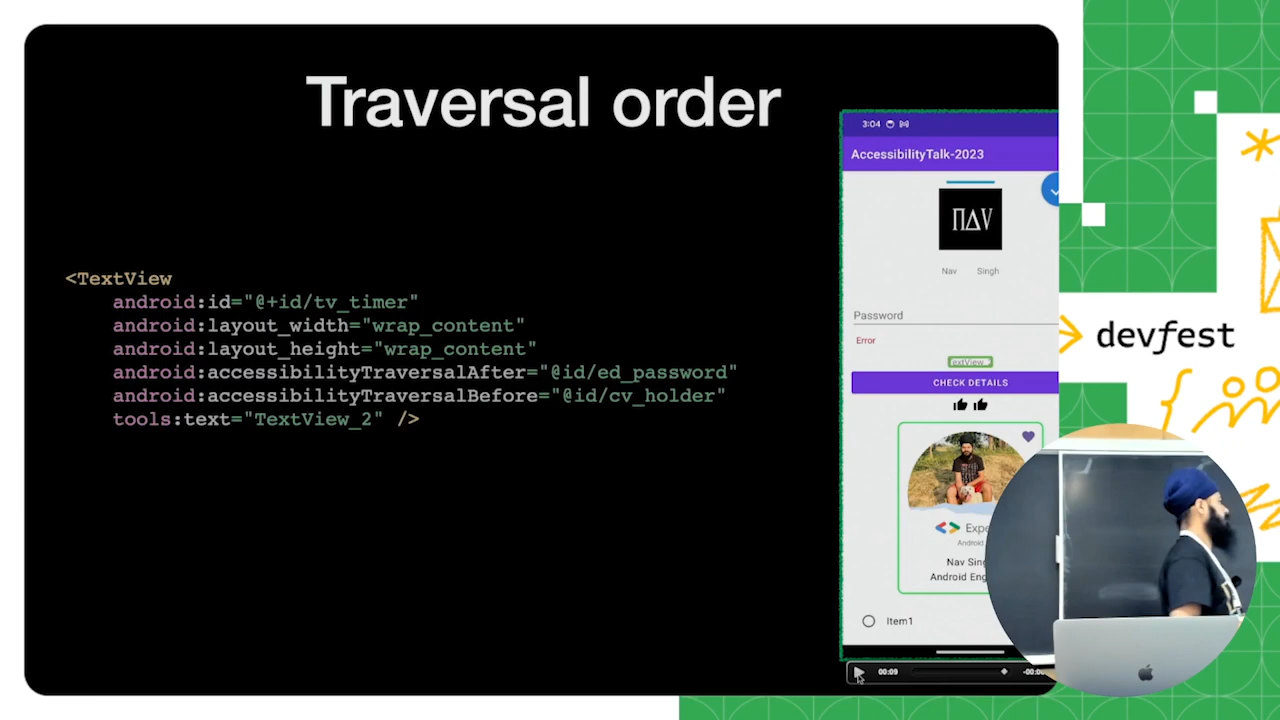 Traversal order
<TextView
android:id="@+id/tv_timer"
android:layout_width="wrap_content"
android:layout_height="wrap_content"
android:accessibilityTraversalAfter="@id/ed_password"
android:accessibilityTraversalBefore="@id/cv_holder"
tools:text="TextView_2" />
3:04
AccessibilityTalk-2023
ΠΔV
Nav Singh
Password
Error
CHECK DETAILS
Nav Sing
Android Eng
Item1
00:09
devfest